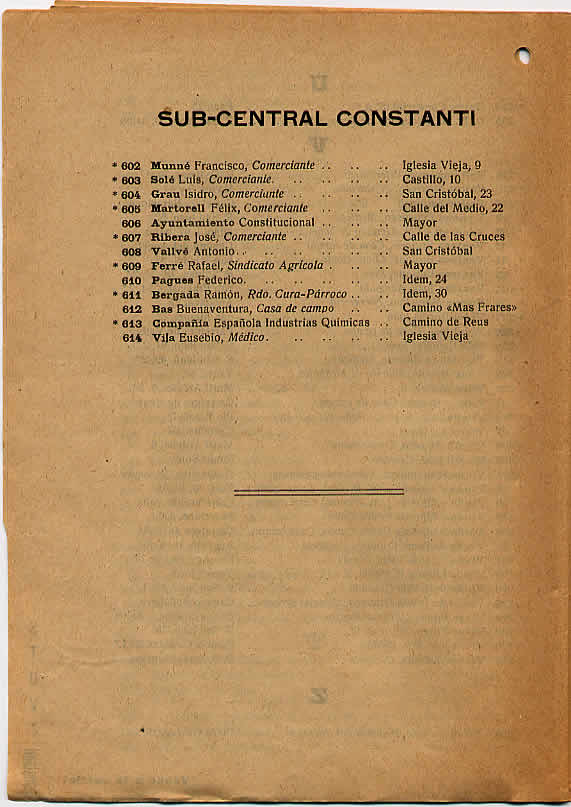 SUB-CENTRAL CONSTANTI
* 602 Munné Francisco, Comerciante .. .. .. Iglesia Vieja, 9
* 603 Solé Luis, Comerciante. .. .. .. .. Castillo, 10
* 604 Grau Isidro, Comerciante .. .. .. .. San Cristóbal, 23
* 605 Martorell Félix, Comerciante .. .. .. Calle del Medio, 22
606 Ayuntamiento Constitucional .. .. .. Mayor
* 607 Ribera José, Comerciante .. .. .. .. Calle de las Cruces
608 Vallvé Antonio.. .. .. .. .. .. San Cristóbal
* 609 Ferré Rafael, Sindicato Agrícola . .. .. Mayor
610 Pagues Federico. .. .. .. .. .. Idem, 24
* 611 Bergada Ramón, Rdo. Cura-Párroco .. .. Idem, 30
612 Bas Buenaventura, Casa de campo .. .. Camino «Mas Frares»
* 613 Compañía Española Industrias Químicas .. Camino de Reus
614 Vila Eusebio, Médico. .. .. .. .. Iglesia Vieja